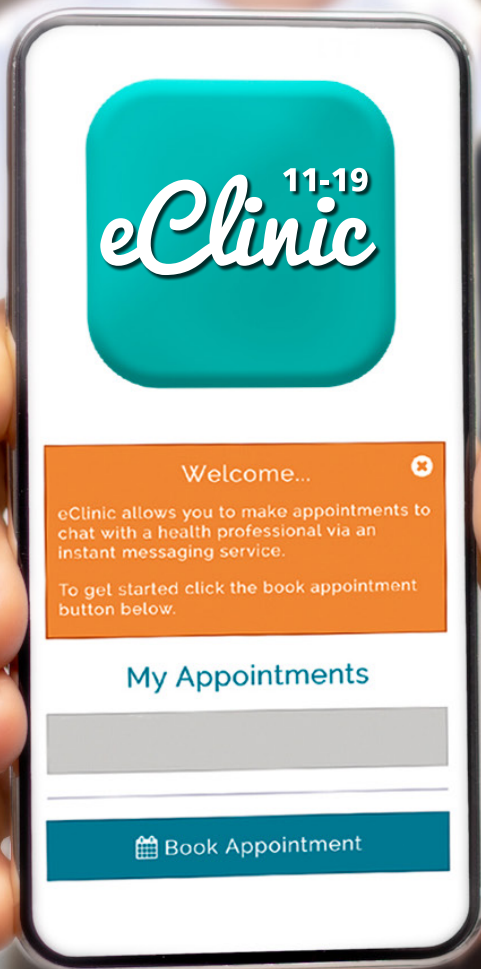 11-19
eClinic
Welcome...
eClinic allows you to make appointments to
chat with a health professional via an
instant messaging service.
To get started click the book appointment
button below.
My Appointments
Book Appointment